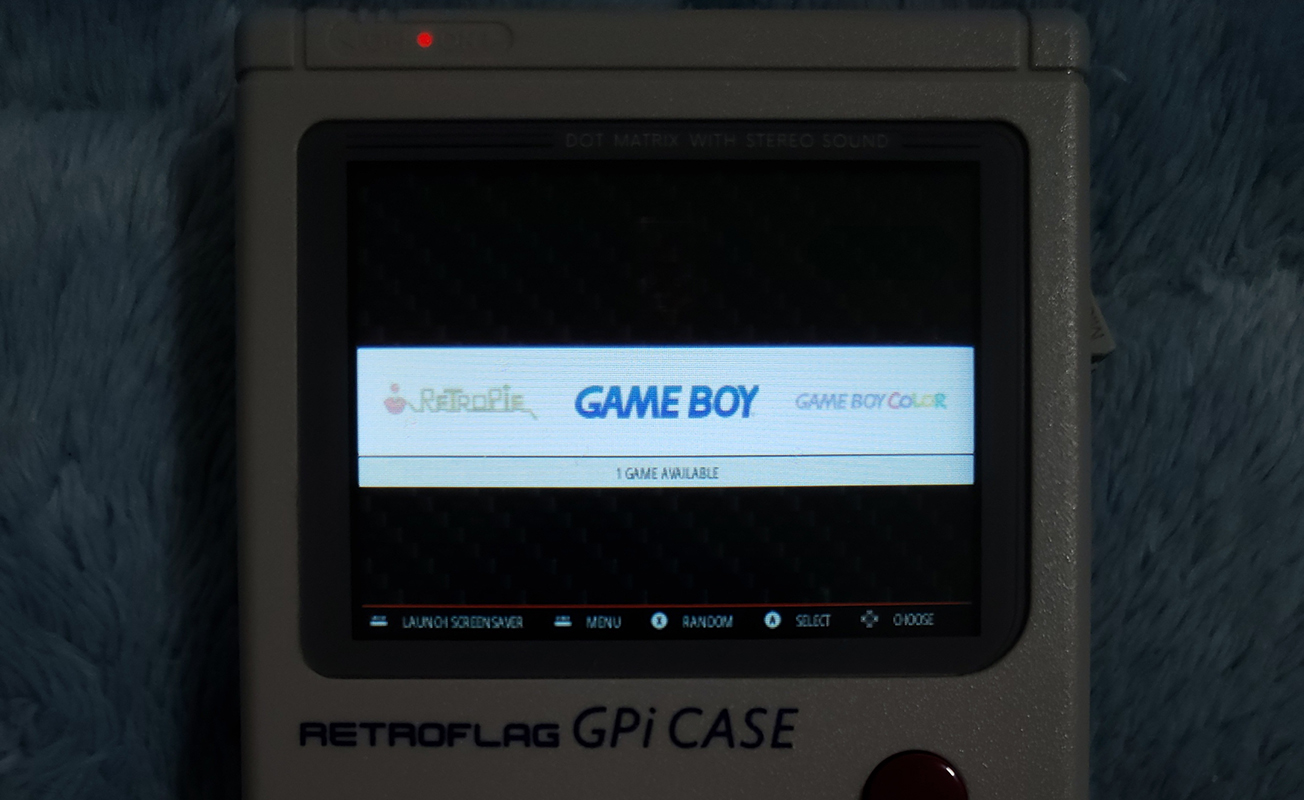 DOT MATRIX WITH STEREO SOUND
RETROPIE GAME BOY GAME BOY COLOR
1 GAME AVAILABLE
LAUNCH SCREENSAVER MENU X RANDOM A SELECT CHOOSE
RETROFLAG GPi CASE